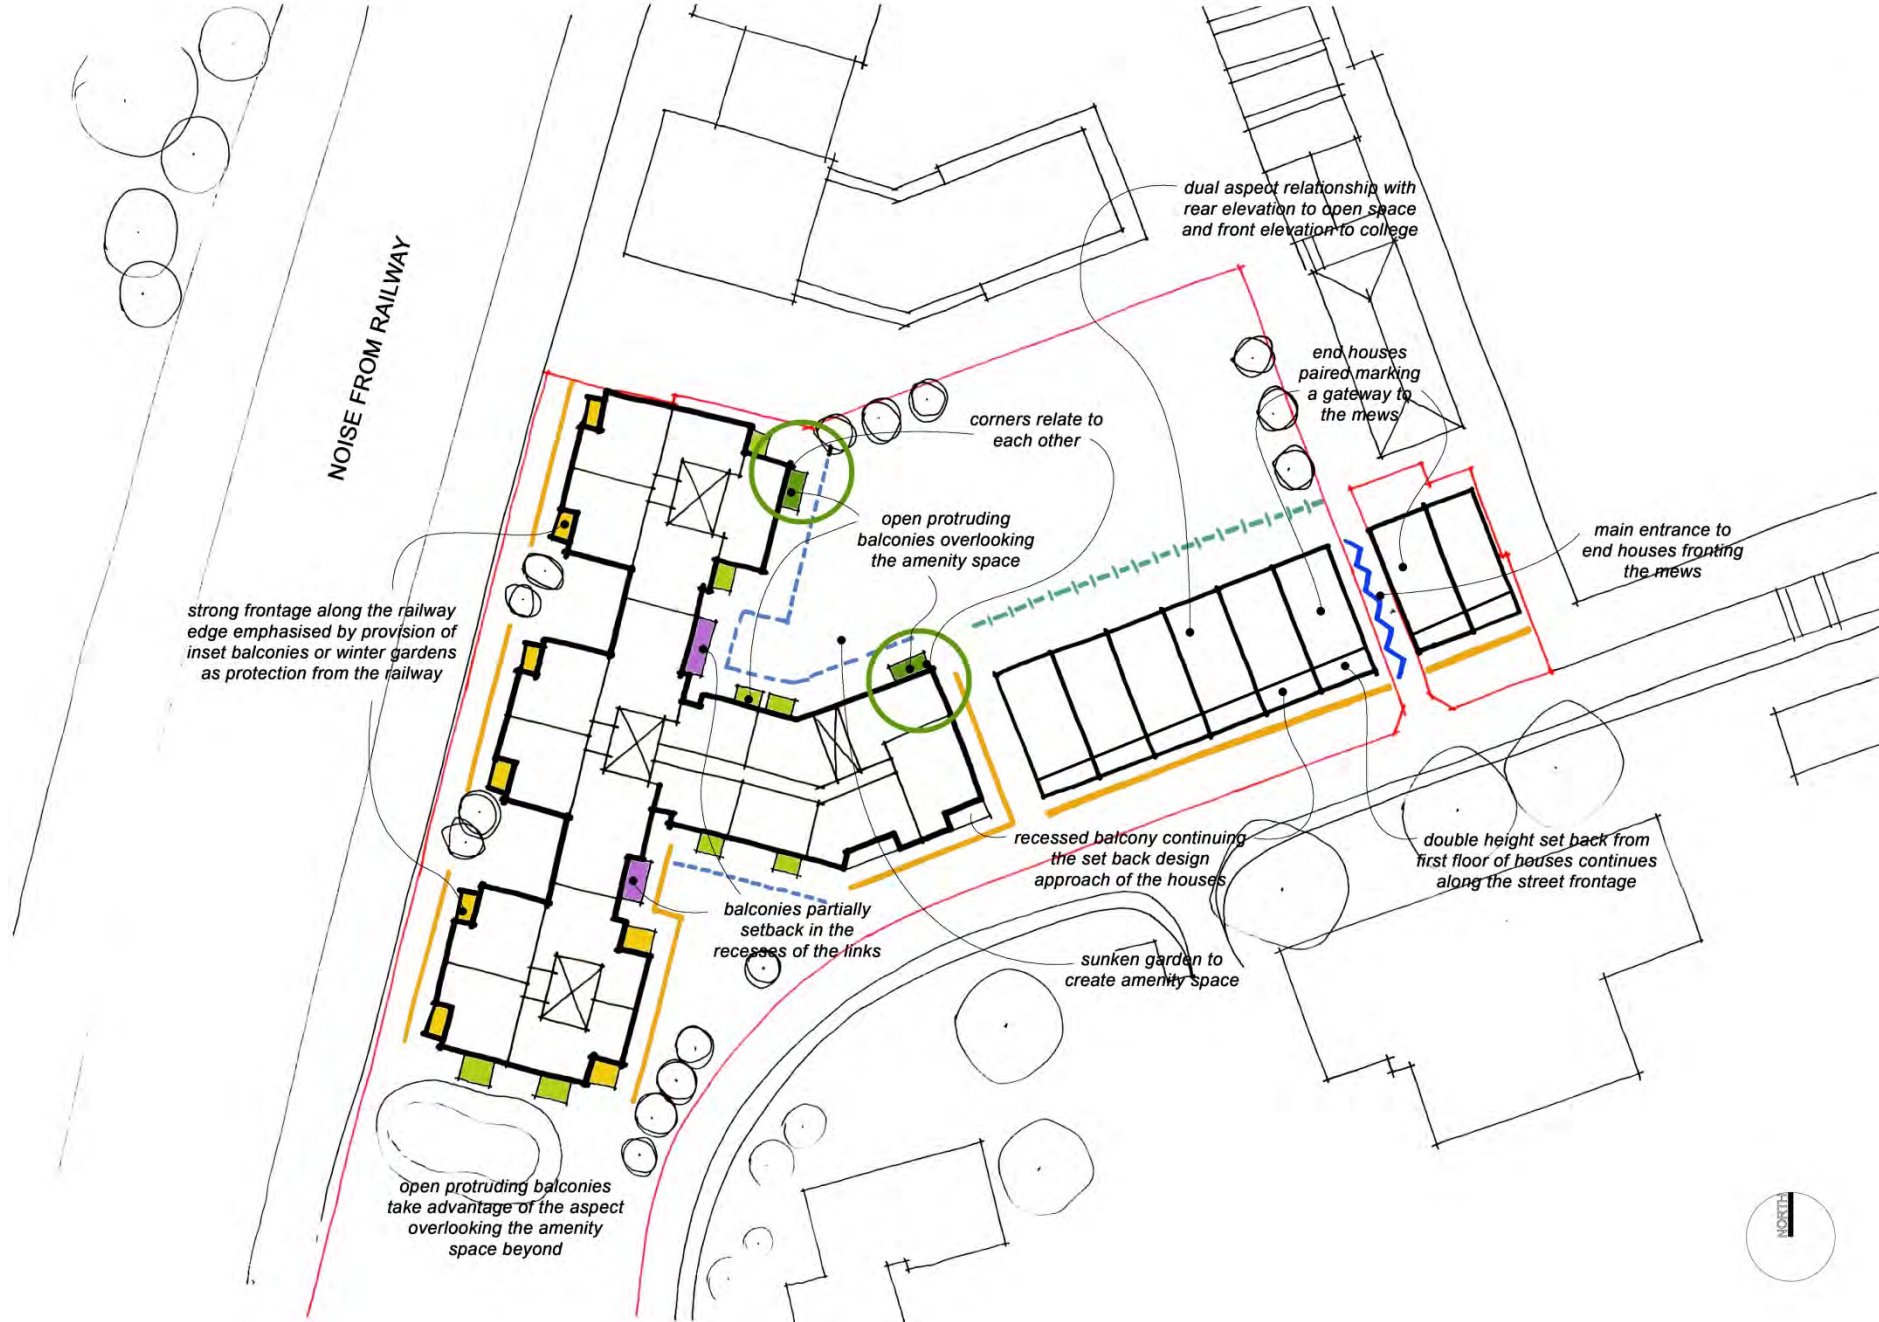 dual aspect relationship with
rear elevation to open space
and front elevation to college
NOISE FROM RAILWAY
end houses
paired marking
a gateway to
the mews
corners relate to
each other
open protruding
balconies overlooking
the amenity space
main entrance to
end houses fronting
the mews
strong frontage along the railway
edge emphasised by provision of
inset balconies or winter gardens
as protection from the railway
recessed balcony continuing
the set back design
approach of the houses
double height set back from
first floor of houses continues
along the street frontage
balconies partially
setback in the
recesses of the links
sunken garden to
create amenity space
open protruding balconies
take advantage of the aspect
overlooking the amenity
space beyond
NORTH